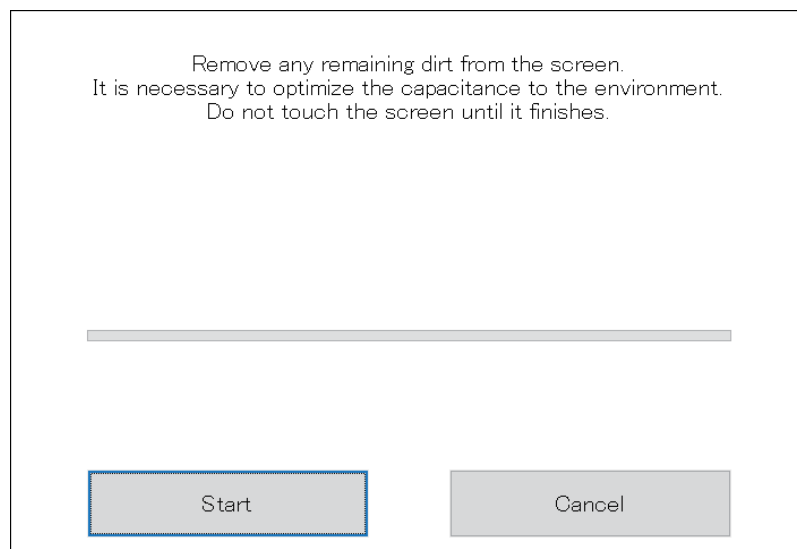 Remove any remaining dirt from the screen.
It is necessary to optimize the capacitance to the environment.
Do not touch the screen until it finishes.
Start
Cancel